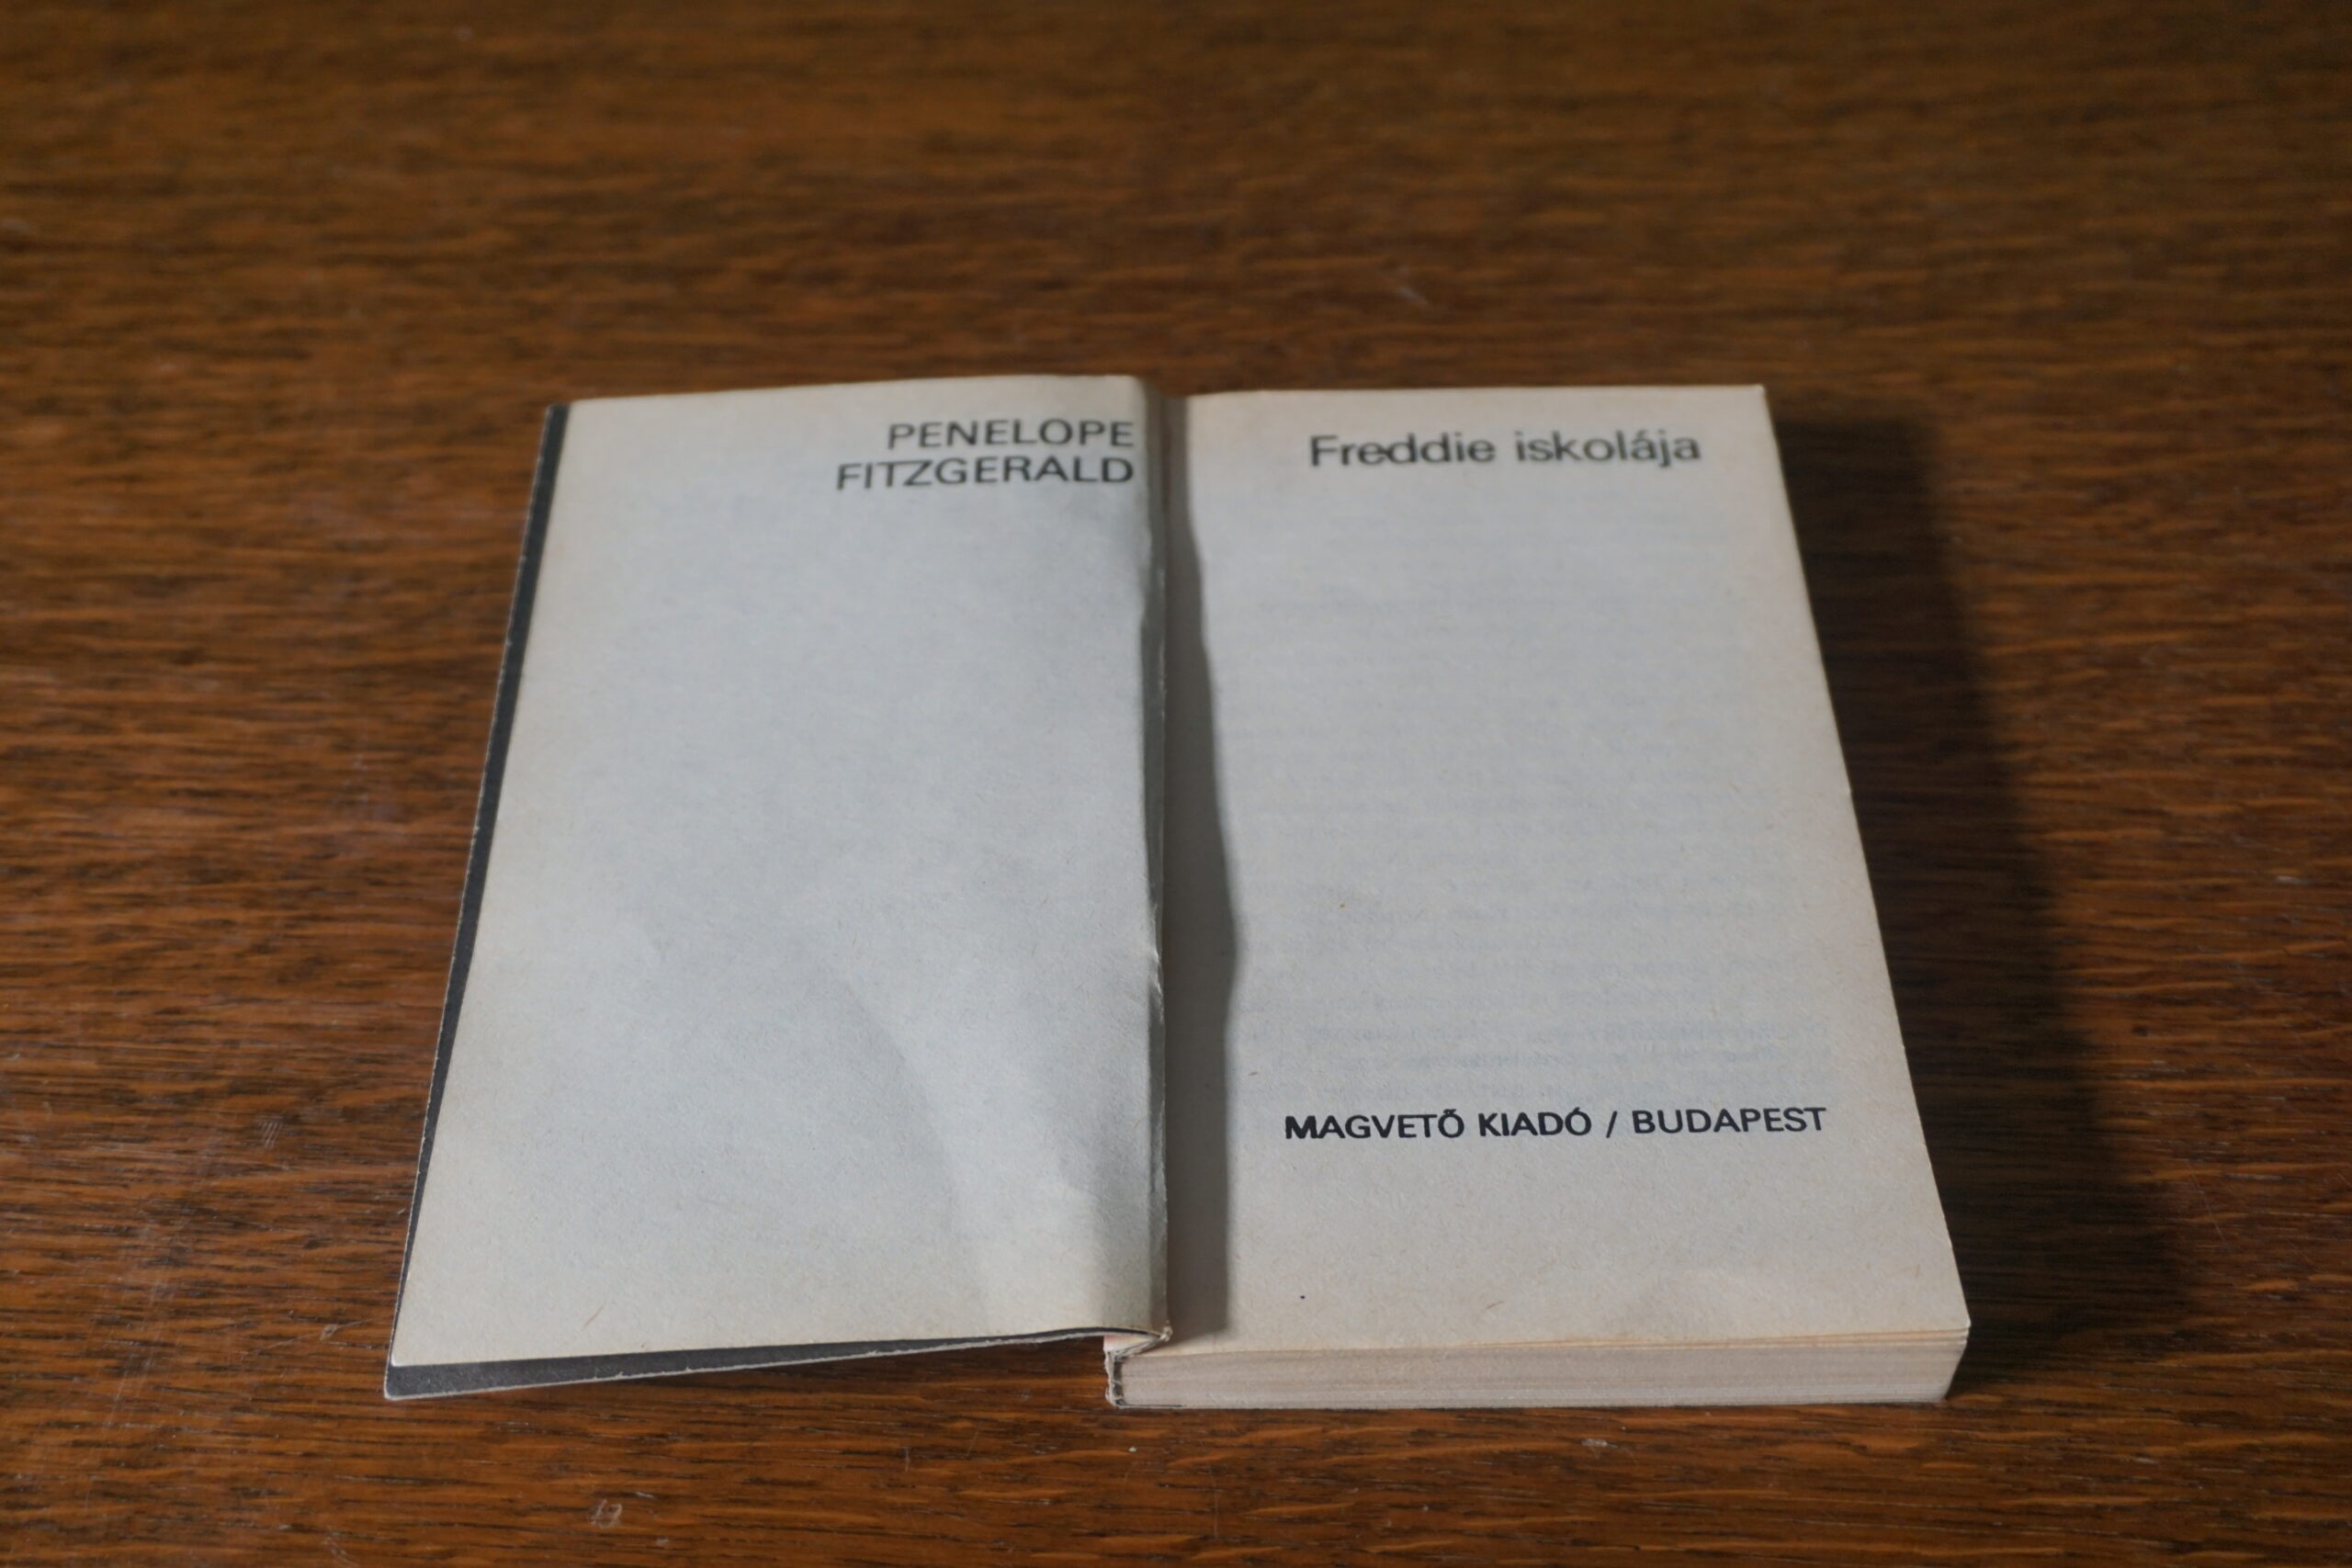 PENELOPE
FITZGERALD
Freddie iskolája
MAGVETŐ KIADÓ / BUDAPEST